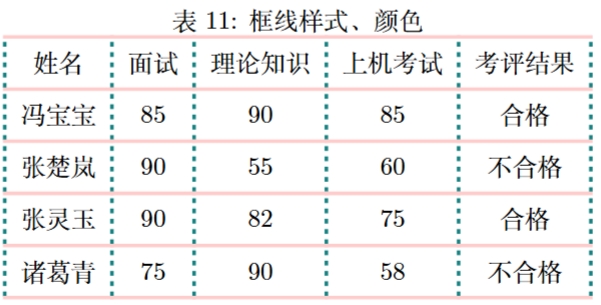 表 11: 框线样式、颜色
姓名 面试 理论知识 上机考试 考评结果
冯宝宝 85 90 85 合格
张楚岚 90 55 60 不合格
张灵玉 90 82 75 合格
诸葛青 75 90 58 不合格